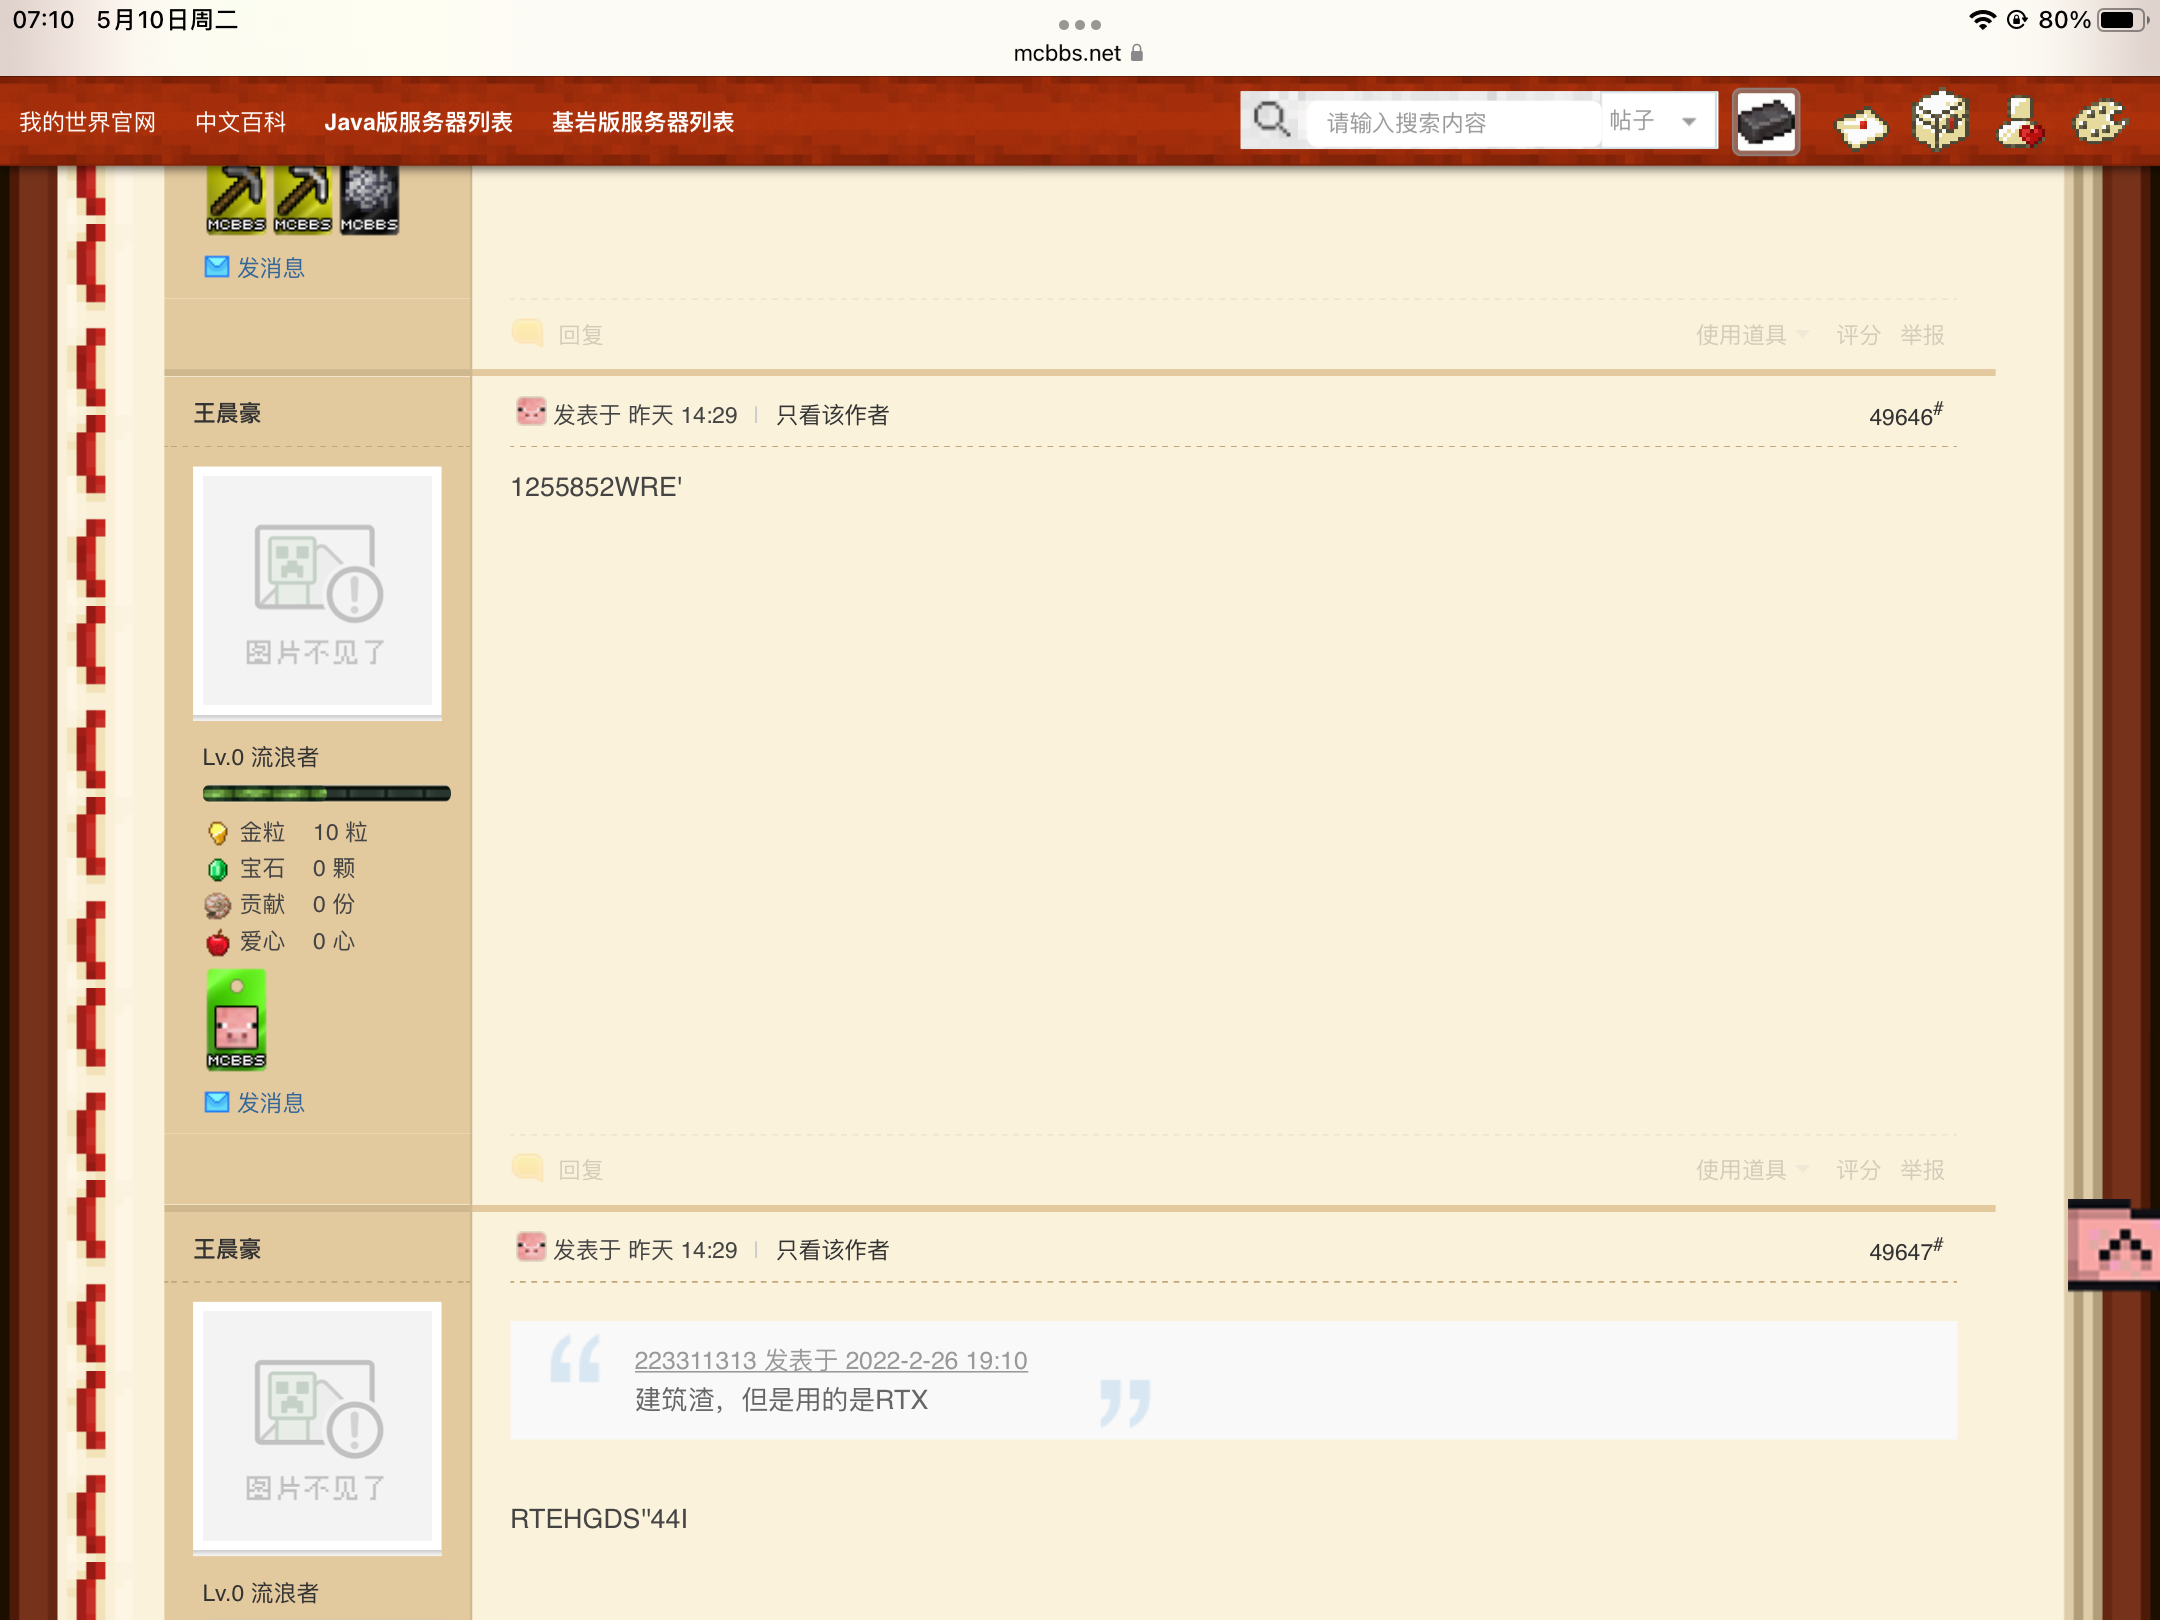 07:10 5月10日周二
80%
mcbbs.net
我的世界官网 中文百科 Java版服务器列表 基岩版服务器列表 请输入搜索内容 帖子
MCBBS MCBBS MCBBS
发消息
回复 使用道具 评分 举报
王晨豪 发表于 昨天 14:29 | 只看该作者 49646#
1255852WRE'
图片不见了
Lv.0 流浪者
金粒 10 粒
宝石 0 颗
贡献 0 份
爱心 0 心
MCBBS
发消息
回复 使用道具 评分 举报
王晨豪 发表于 昨天 14:29 | 只看该作者 49647#
223311313 发表于 2022-2-26 19:10
建筑渣，但是用的是RTX
RTEHGDS"44I
图片不见了
Lv.0 流浪者